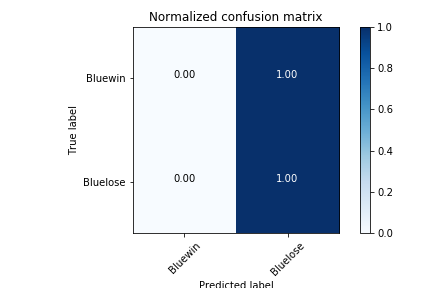 Normalized confusion matrix
1.0
0.8
0.6
0.4
0.2
0.0
True label
Bluewin
0.00
1.00
Bluelose
0.00
1.00
Bluewin
Bluelose
Predicted label